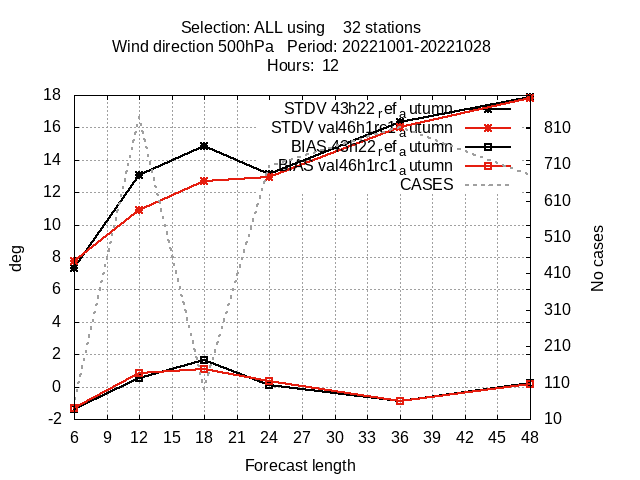 Selection: ALL using 32 stations
Wind direction 500hPa Period: 20221001-20221028
Hours: 12
STDV 43h22ref_autumn
STDV val46h1rc1_autumn
BIAS 43h22ref_autumn
BIAS val46h1rc1_autumn
CASES
18
16
14
12
10
8
6
4
2
0
-2
deg
810
710
610
510
410
310
210
110
10
No cases
6 9 12 15 18 21 24 27 30 33 36 39 42 45 48
Forecast length